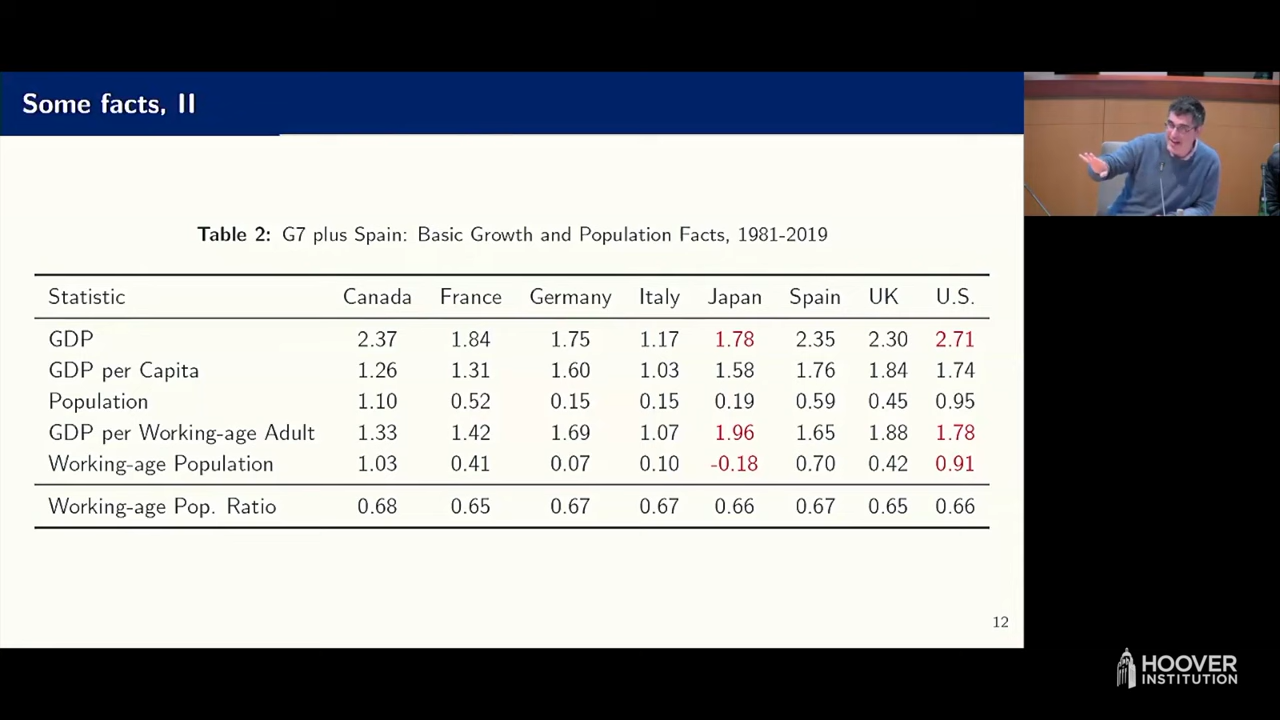 Some facts, II
Table 2: G7 plus Spain: Basic Growth and Population Facts, 1981-2019
Statistic Canada France Germany Italy Japan Spain UK U.S.
GDP 2.37 1.84 1.75 1.17 1.78 2.35 2.30 2.71
GDP per Capita 1.26 1.31 1.60 1.03 1.58 1.76 1.84 1.74
Population 1.10 0.52 0.15 0.15 0.19 0.59 0.45 0.95
GDP per Working-age Adult 1.33 1.42 1.69 1.07 1.96 1.65 1.88 1.78
Working-age Population 1.03 0.41 0.07 0.10 -0.18 0.70 0.42 0.91
Working-age Pop. Ratio 0.68 0.65 0.67 0.67 0.66 0.67 0.65 0.66
12
HOOVER
INSTITUTION